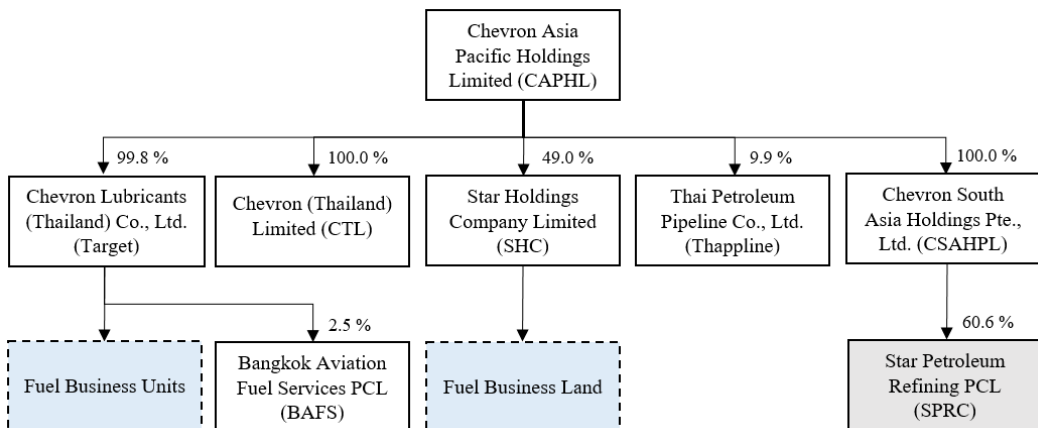 Chevron Asia
Pacific Holdings
Limited (CAPHL)
99.8 %
100.0 %
49.0 %
9.9 %
100.0 %
Chevron Lubricants
(Thailand) Co., Ltd.
(Target)
Chevron (Thailand)
Limited (CTL)
Star Holdings
Company Limited
(SHC)
Thai Petroleum
Pipeline Co., Ltd.
(Thappline)
Chevron South
Asia Holdings Pte.,
Ltd. (CSAHPL)
2.5 %
60.6 %
Fuel Business Units
Bangkok Aviation
Fuel Services PCL
(BAFS)
Fuel Business Land
Star Petroleum
Refining PCL
(SPRC)